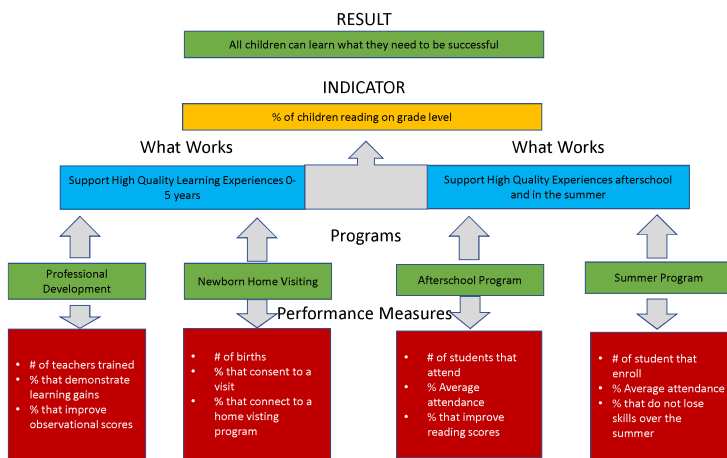 RESULT
All children can learn what they need to be successful
INDICATOR
% of children reading on grade level
What Works
What Works
Support High Quality Learning Experiences 0-
5 years
Support High Quality Experiences afterschool
and in the summer
Programs
Professional
Development
Newborn Home Visiting
Afterschool Program
Summer Program
Performance Measures
• # of teachers trained
• % that demonstrate
learning gains
• % that improve
observational scores
• # of births
• % that consent to a
visit
• % that connect to a
home visting
program
• # of students that
attend
• % Average
attendance
• % that improve
reading scores
• # of student that
enroll
• % Average attendance
• % that do not lose
skills over the
summer